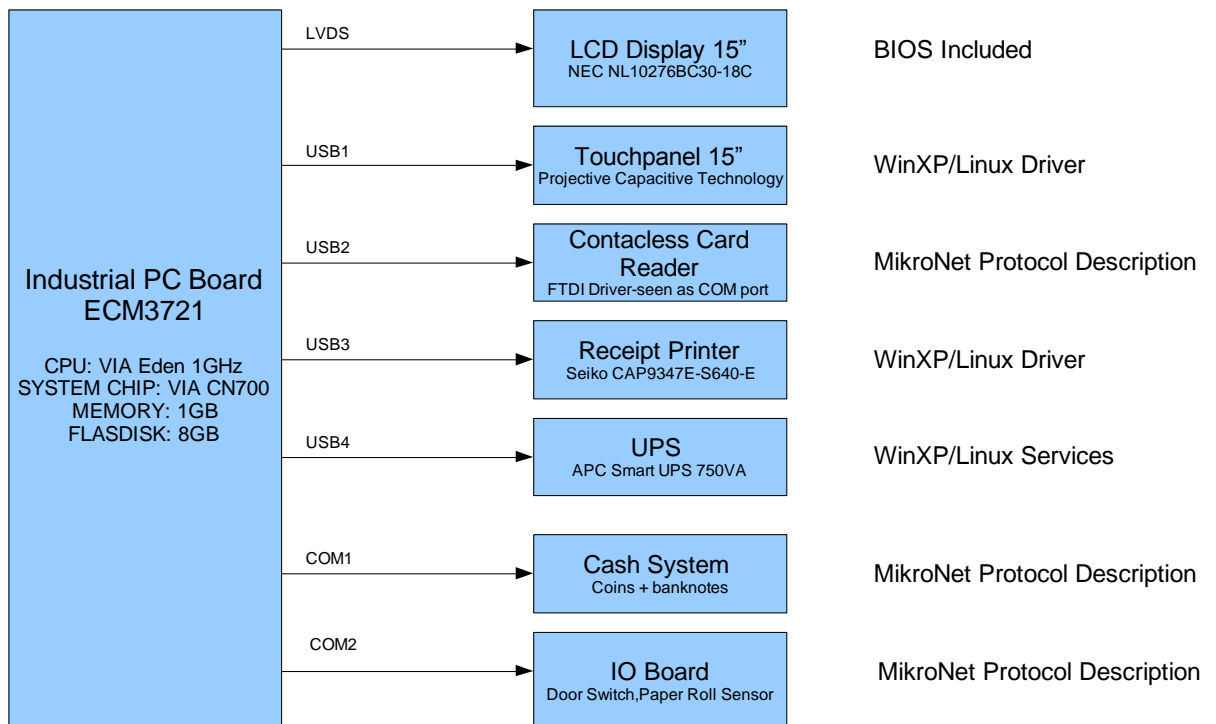 Industrial PC Board
ECM3721
CPU: VIA Eden 1GHz
SYSTEM CHIP: VIA CN700
MEMORY: 1GB
FLASDISK: 8GB
LVDS
LCD Display 15”
NEC NL10276BC30-18C
BIOS Included
USB1
Touchpanel 15”
Projective Capacitive Technology
WinXP/Linux Driver
USB2
Contacless Card
Reader
FTDI Driver-seen as COM port
MikroNet Protocol Description
USB3
Receipt Printer
Seiko CAP9347E-S640-E
WinXP/Linux Driver
USB4
UPS
APC Smart UPS 750VA
WinXP/Linux Services
COM1
Cash System
Coins + banknotes
MikroNet Protocol Description
COM2
IO Board
Door Switch,Paper Roll Sensor
MikroNet Protocol Description